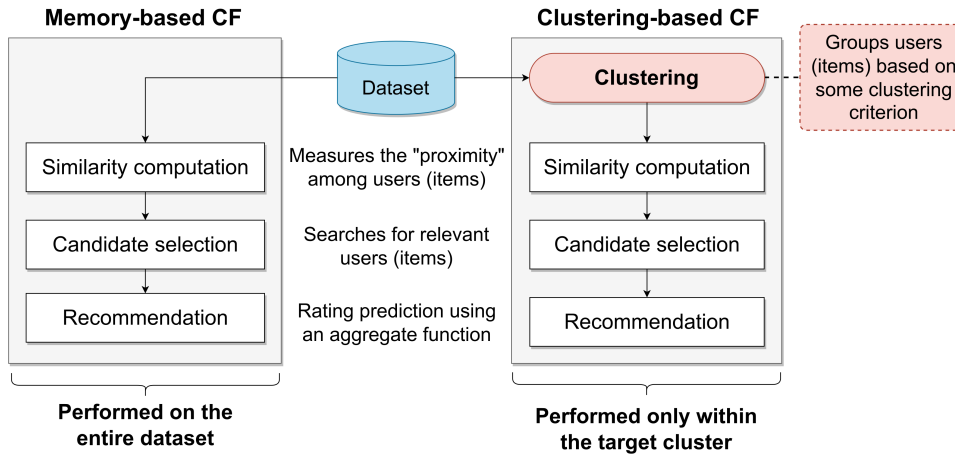 Memory-based CF
Clustering-based CF
Dataset
Clustering
Groups users
(items) based on
some clustering
criterion
Similarity computation
Measures the "proximity"
among users (items)
Similarity computation
Candidate selection
Searches for relevant
users (items)
Candidate selection
Recommendation
Rating prediction using
an aggregate function
Recommendation
Performed on the
entire dataset
Performed only within
the target cluster